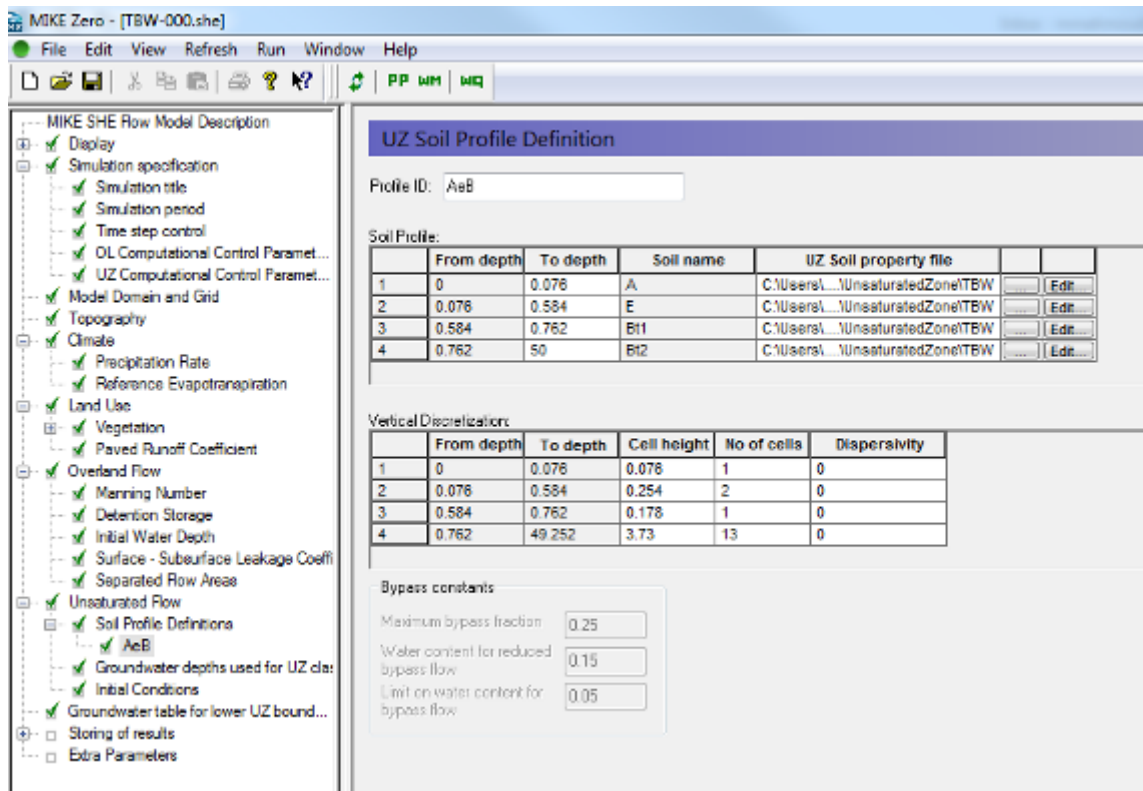 MIKE Zero - [TBW-000.she]
File Edit View Refresh Run Window Help
PP WM WQ
MIKE SHE Flow Model Description
Display
Simulation specification
Simulation title
Simulation period
Time step control
OL Computational Control Paramet...
UZ Computational Control Paramet...
Model Domain and Grid
Topography
Climate
Precipitation Rate
Reference Evapotranspiration
Land Use
Vegetation
Paved Runoff Coefficient
Overland Flow
Manning Number
Detention Storage
Initial Water Depth
Surface - Subsurface Leakage Coeffi
Separated Flow Areas
Unsaturated Flow
Soil Profile Definitions
AeB
Groundwater depths used for UZ clas
Initial Conditions
Groundwater table for lower UZ bound...
Storing of results
Extra Parameters
UZ Soil Profile Definition
Profile ID: AeB
Soil Profile:
From depth To depth Soil name UZ Soil property file
1 0 0.076 A C:\Users\....\UnsaturatedZone\TBW ... Edit...
2 0.076 0.584 E C:\Users\....\UnsaturatedZone\TBW ... Edit...
3 0.584 0.762 Bt1 C:\Users\....\UnsaturatedZone\TBW ... Edit...
4 0.762 50 Bt2 C:\Users\....\UnsaturatedZone\TBW ... Edit...
Vertical Discretization:
From depth To depth Cell height No of cells Dispersivity
1 0 0.076 0.076 1 0
2 0.076 0.584 0.254 2 0
3 0.584 0.762 0.178 1 0
4 0.762 49.252 3.73 13 0
Bypass constants
Maximum bypass fraction 0.25
Water content for reduced
bypass flow 0.15
Limit on water content for
bypass flow 0.05